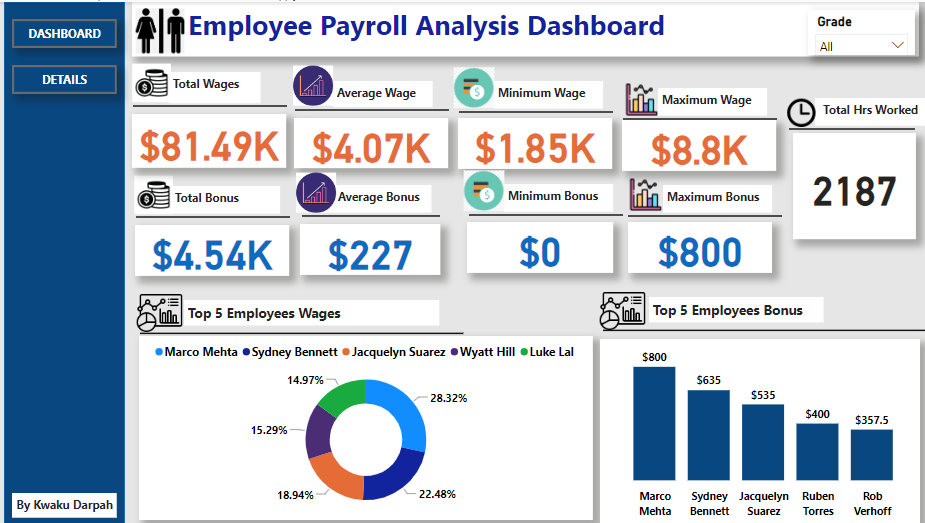 DASHBOARD
DETAILS
Employee Payroll Analysis Dashboard
Grade
All
Total Wages
Average Wage
Minimum Wage
Maximum Wage
Total Hrs Worked
$81.49K
$4.07K
$1.85K
$8.8K
2187
Total Bonus
Average Bonus
Minimum Bonus
Maximum Bonus
$4.54K
$227
$0
$800
Top 5 Employees Wages
Marco Mehta Sydney Bennett Jacquelyn Suarez Wyatt Hill Luke Lal
14.97%
28.32%
15.29%
18.94%
22.48%
Top 5 Employees Bonus
$800
$635
$535
$400
$357.5
Marco Mehta
Sydney Bennett
Jacquelyn Suarez
Ruben Torres
Rob Verhoff
By Kwaku Darpah